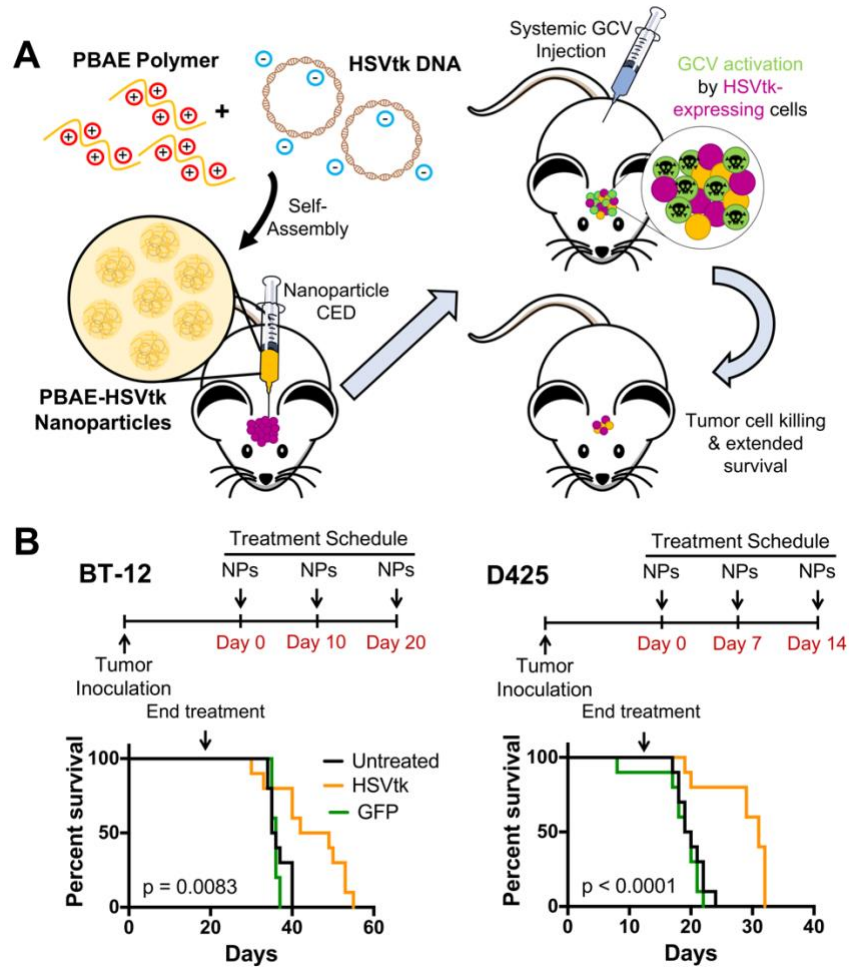 A
PBAE Polymer
+
HSVtk DNA
Self-
Assembly
Nanoparticle
CED
PBAE-HSVtk
Nanoparticles
Systemic GCV
Injection
GCV activation
by HSVtk-
expressing cells
Tumor cell killing
& extended
survival
B
BT-12
Treatment Schedule
NPs NPs NPs
Day 0 Day 10 Day 20
Tumor
Inoculation
End treatment
Percent survival
100
50
0
0 20 40 60
Days
Untreated
HSVtk
GFP
p = 0.0083
D425
Treatment Schedule
NPs NPs NPs
Day 0 Day 7 Day 14
Tumor
Inoculation
End treatment
Percent survival
100
50
0
0 10 20 30 40
Days
p < 0.0001